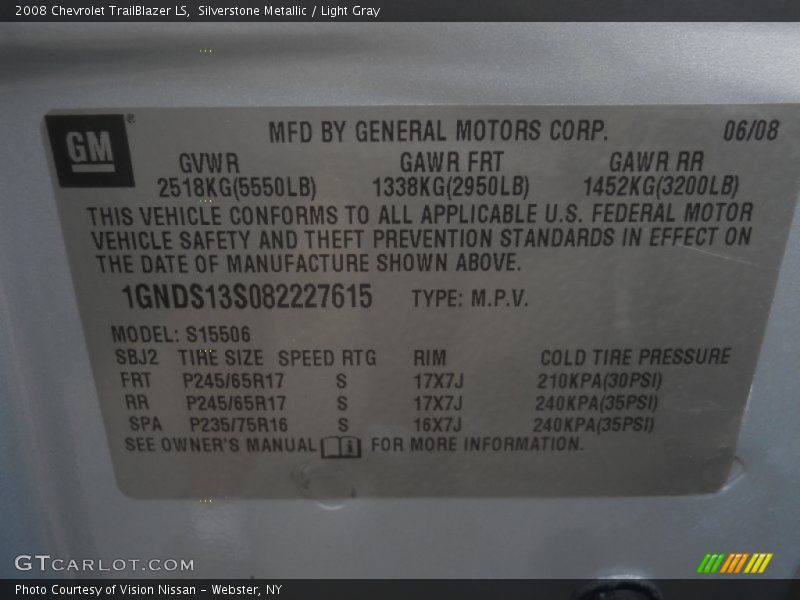 2008 Chevrolet TrailBlazer LS,  Silverstone Metallic / Light Gray
GM®
MFD BY GENERAL MOTORS CORP. 06/08
GVWR GAWR FRT GAWR RR
2518KG(5550LB) 1338KG(2950LB) 1452KG(3200LB)
THIS VEHICLE CONFORMS TO ALL APPLICABLE U.S. FEDERAL MOTOR
VEHICLE SAFETY AND THEFT PREVENTION STANDARDS IN EFFECT ON
THE DATE OF MANUFACTURE SHOWN ABOVE.
1GNDS13S082227615 TYPE: M.P.V.
MODEL: S15506
SBJ2 TIRE SIZE SPEED RTG RIM COLD TIRE PRESSURE
FRT P245/65R17 S 17X7J 210KPA(30PSI)
RR P245/65R17 S 17X7J 240KPA(35PSI)
SPA P235/75R16 S 16X7J 240KPA(35PSI)
SEE OWNER'S MANUAL FOR MORE INFORMATION.
GTCARLOT.COM
Photo Courtesy of Vision Nissan - Webster, NY